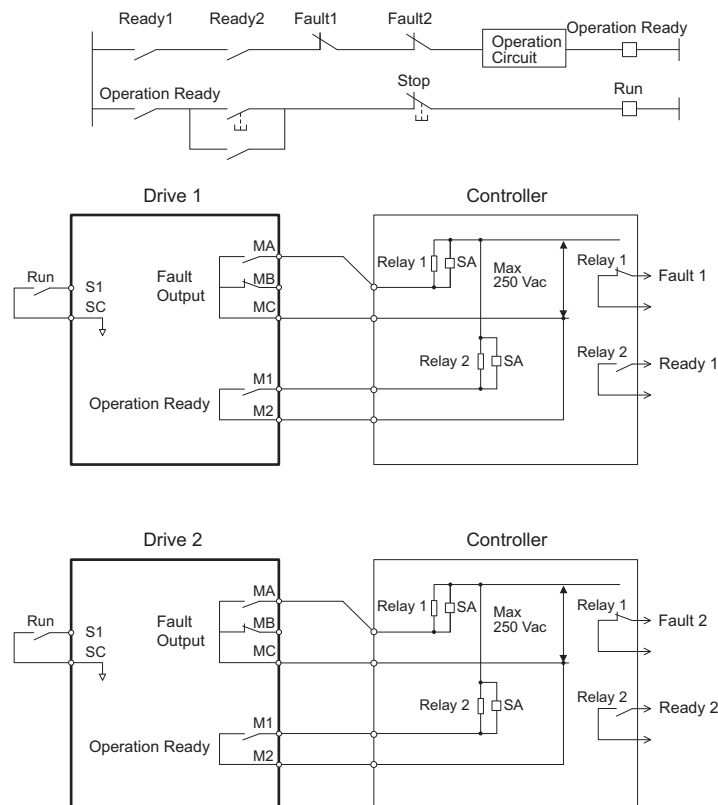 Ready1 Ready2 Fault1 Fault2 Operation Ready
Operation
Circuit
Operation Ready Stop Run
Drive 1 Controller
Run S1
SC
Fault
Output
MA
MB
MC
Operation Ready
M1
M2
Relay 1 SA
Max
250 Vac
Relay 2 SA
Relay 1 Fault 1
Relay 2 Ready 1
Drive 2 Controller
Run S1
SC
Fault
Output
MA
MB
MC
Operation Ready
M1
M2
Relay 1 SA
Max
250 Vac
Relay 2 SA
Relay 1 Fault 2
Relay 2 Ready 2